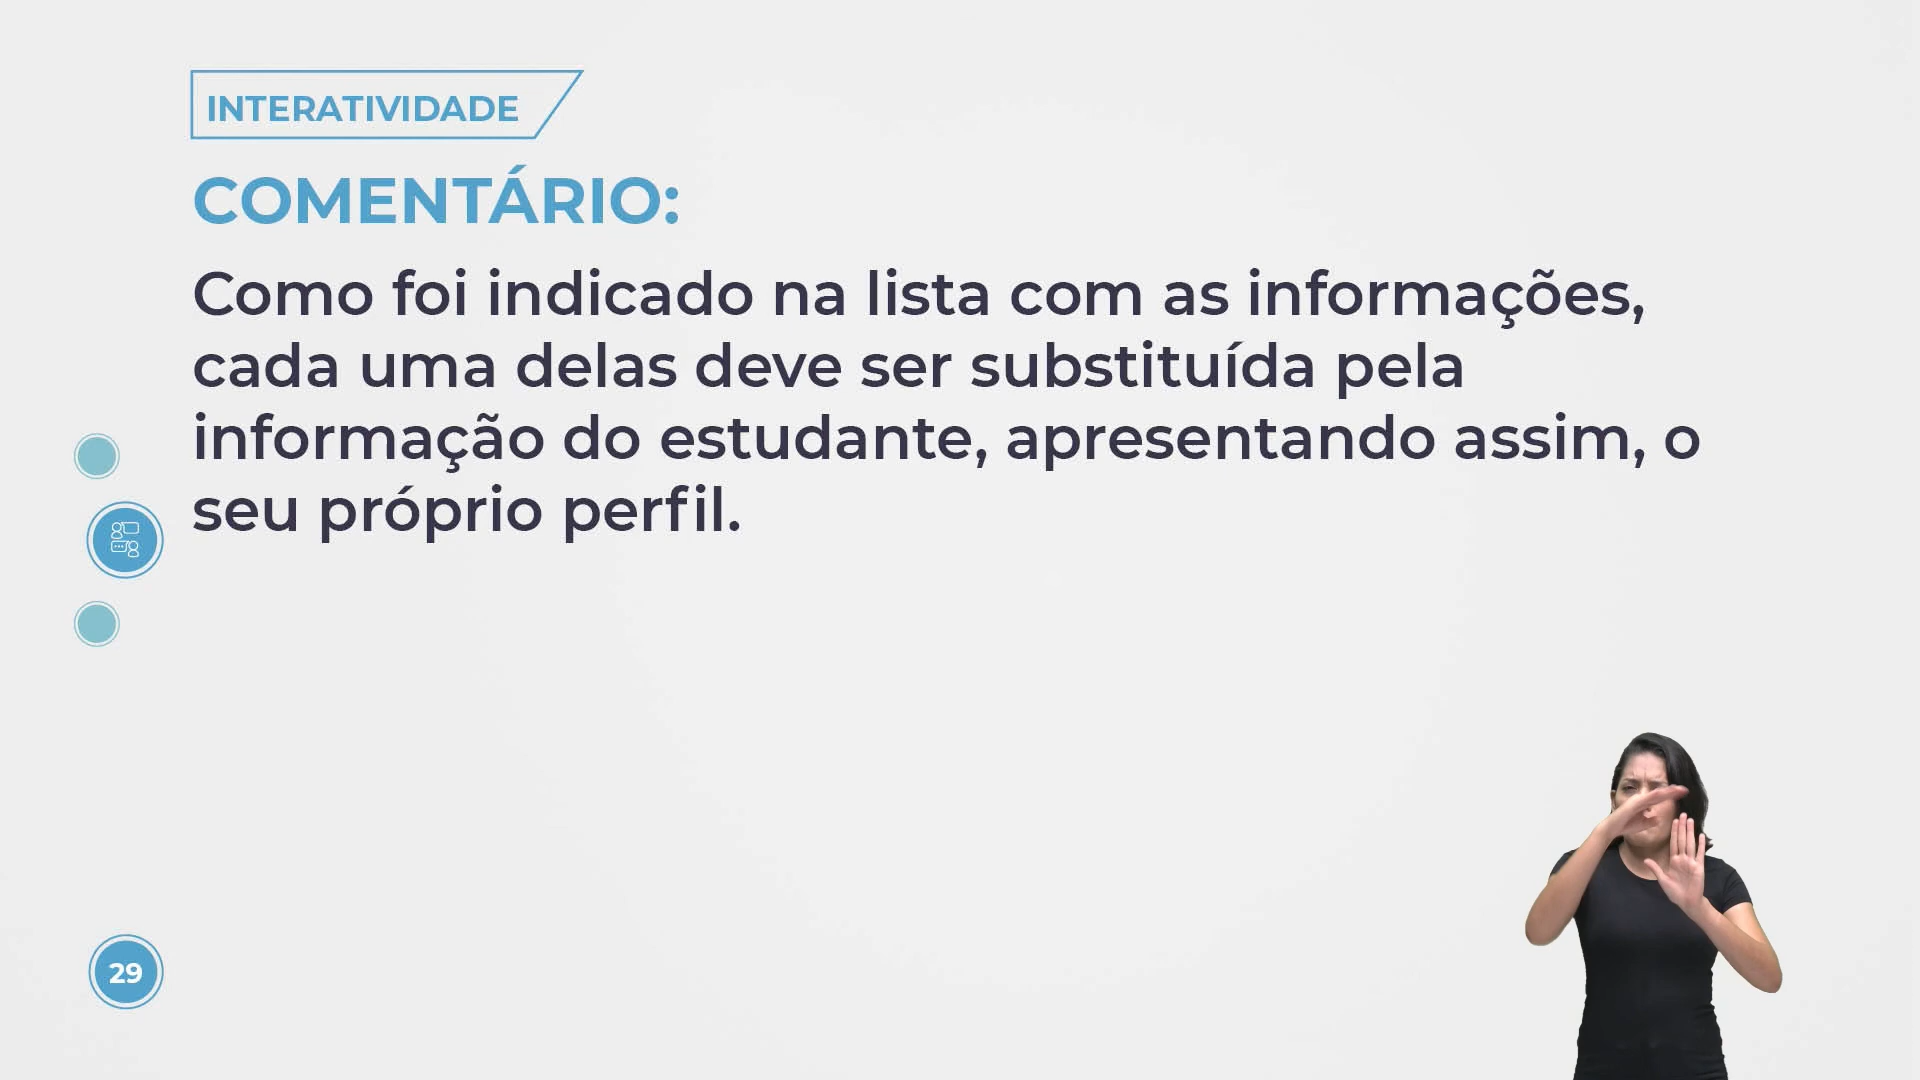 INTERATIVIDADE
COMENTÁRIO:
Como foi indicado na lista com as informações,
cada uma delas deve ser substituída pela
informação do estudante, apresentando assim, o
seu próprio perfil.
29